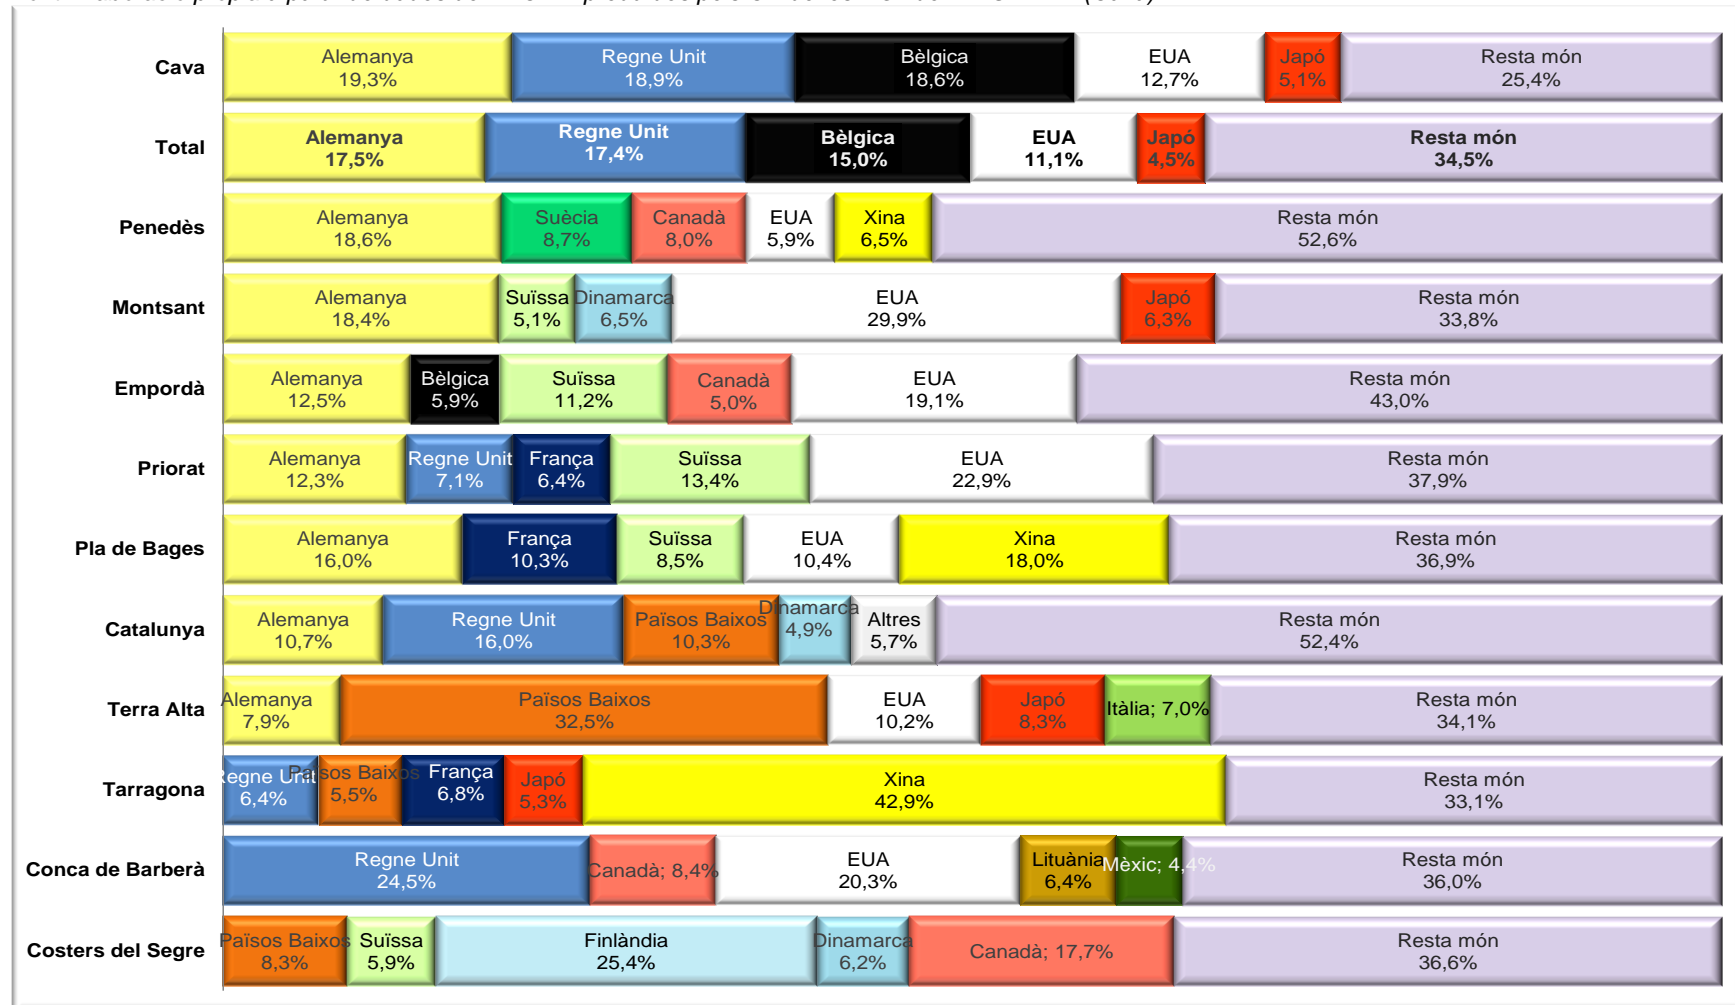 Alemanya Regne Unit Bèlgica EUA Japó Resta món
Cava
19,3% 18,9% 18,6% 12,7% 5,1% 25,4%
Alemanya Regne Unit Bèlgica EUA Japó Resta món
Total
17,5% 17,4% 15,0% 11,1% 4,5% 34,5%
Alemanya Suècia Canadà EUA Xina Resta món
Penedès
18,6% 8,7% 8,0% 5,9% 6,5% 52,6%
Alemanya Suïssa Dinamarca EUA Japó Resta món
Montsant
18,4% 5,1% 6,5% 29,9% 6,3% 33,8%
Alemanya Bèlgica Suïssa Canadà EUA Resta món
Empordà
12,5% 5,9% 11,2% 5,0% 19,1% 43,0%
Alemanya Regne Unit França Suïssa EUA Resta món
Priorat
12,3% 7,1% 6,4% 13,4% 22,9% 37,9%
Alemanya França Suïssa EUA Xina Resta món
Pla de Bages
16,0% 10,3% 8,5% 10,4% 18,0% 36,9%
Alemanya Regne Unit Països Baixos Dinamarca Altres Resta món
Catalunya
10,7% 16,0% 10,3% 4,9% 5,7% 52,4%
Alemanya Països Baixos EUA Japó Itàlia; 7,0% Resta món
Terra Alta
7,9% 32,5% 10,2% 8,3% 34,1%
Regne Unit Països Baixos França Japó Xina Resta món
Tarragona
6,4% 5,5% 6,8% 5,3% 42,9% 33,1%
Regne Unit Canadà; 8,4% EUA Lituània Mèxic; 4,4% Resta món
Conca de Barberà
24,5% 20,3% 6,4% 36,0%
Països Baixos Suïssa Finlàndia Dinamarca Canadà; 17,7% Resta món
Costers del Segre
8,3% 5,9% 25,4% 6,2% 36,6%